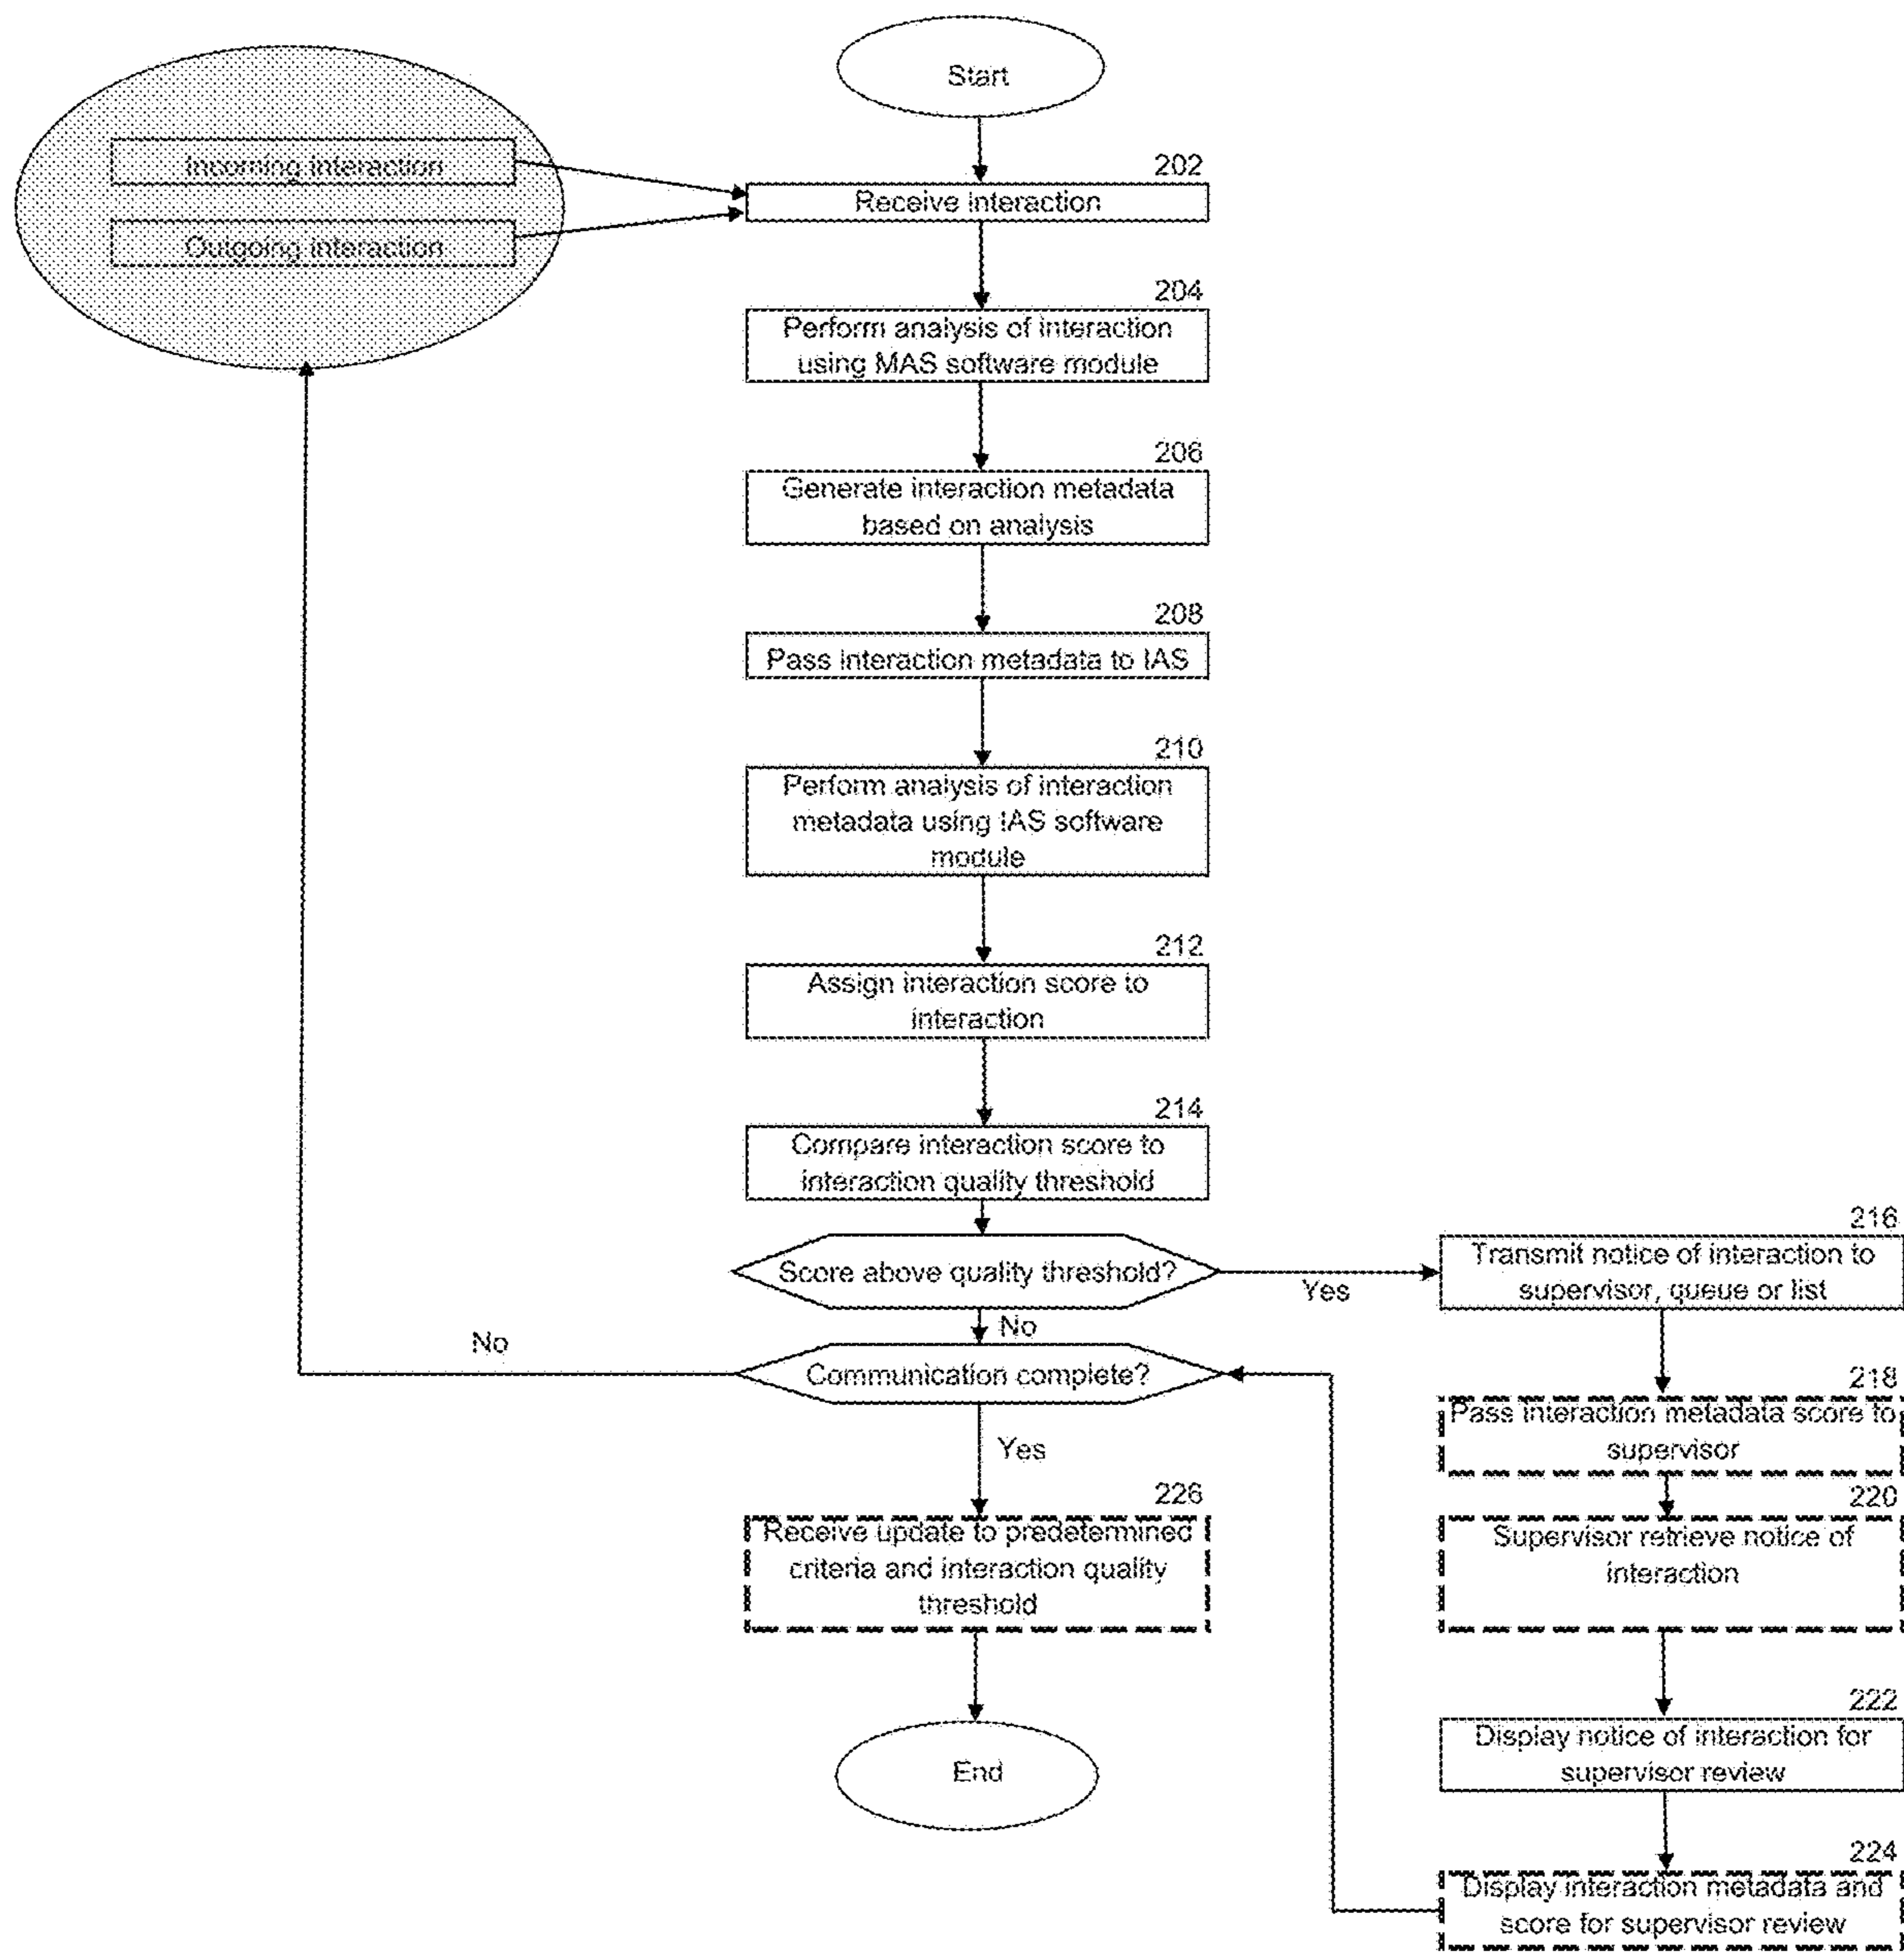 Start
Incoming interaction
Outgoing interaction
202
Receive interaction
204
Perform analysis of interaction
using MAS software module
206
Generate interaction metadata
based on analysis
208
Pass interaction metadata to IAS
210
Perform analysis of interaction
metadata using IAS software
module
212
Assign interaction score to
interaction
214
Compare interaction score to
interaction quality threshold
Score above quality threshold?
Yes
No
Communication complete?
No
Yes
216
Transmit notice of interaction to
supervisor, queue or list
218
Pass interaction metadata score to
supervisor
220
Supervisor retrieve notice of
interaction
222
Display notice of interaction for
supervisor review
224
Display interaction metadata and
score for supervisor review
226
Receive update to predetermined
criteria and interaction quality
threshold
End